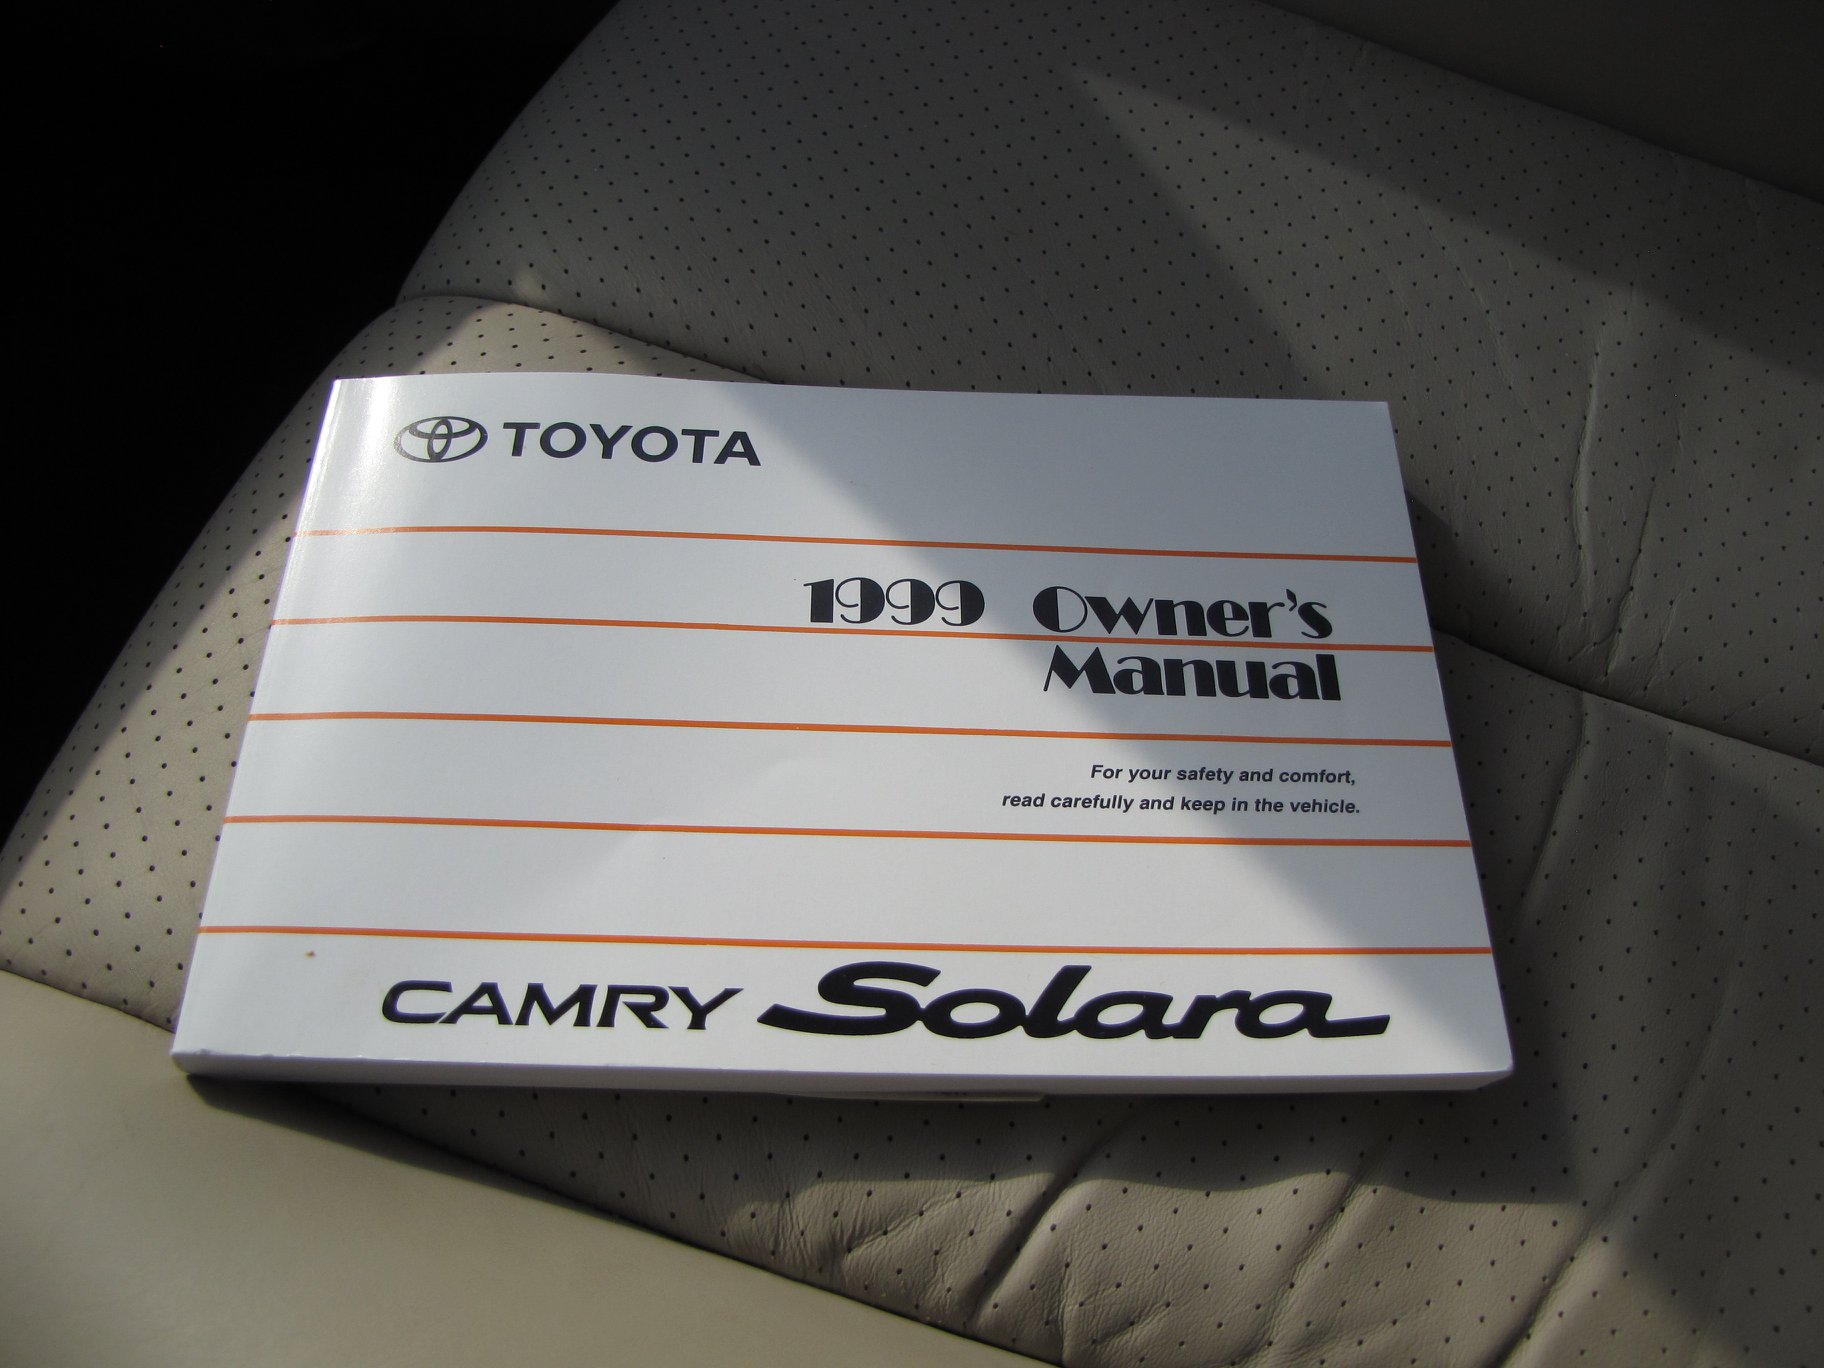 TOYOTA
1999 Owner's
Manual
For your safety and comfort,
read carefully and keep in the vehicle.
CAMRY Solara